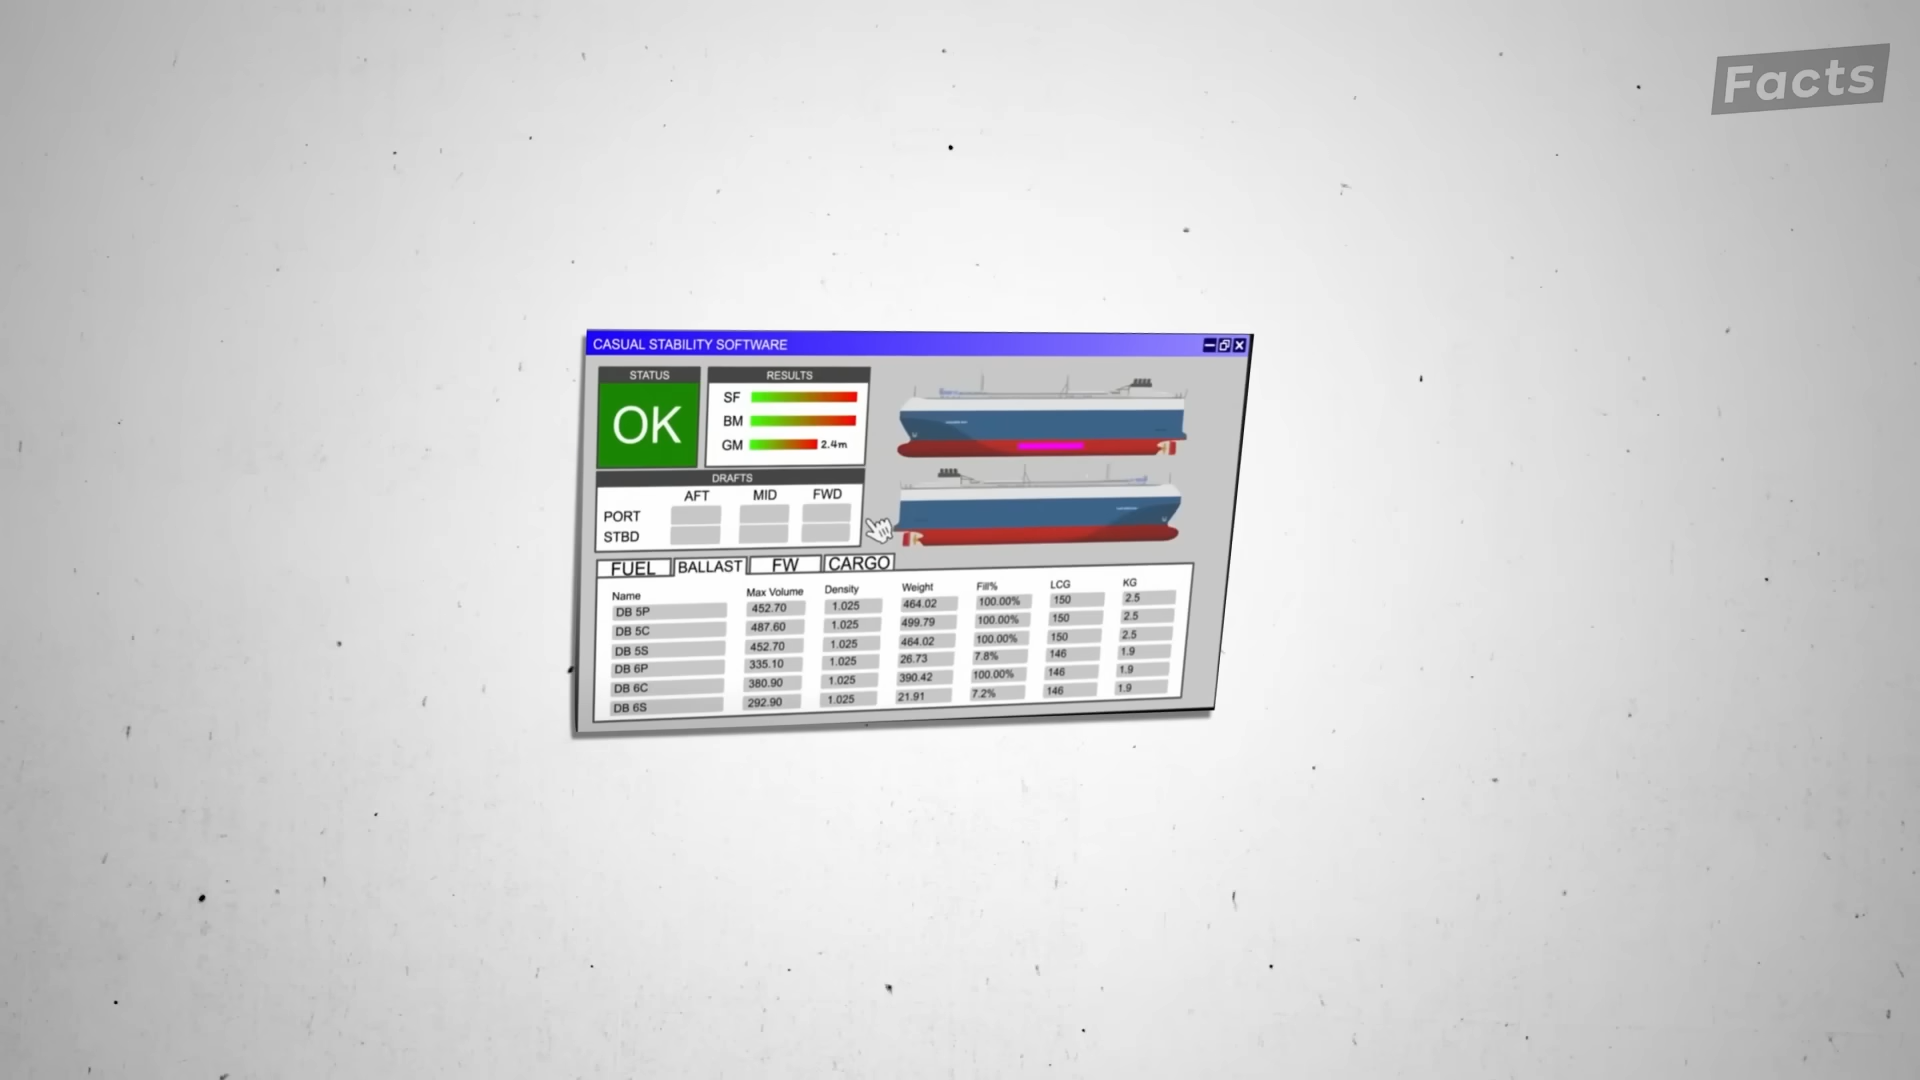 Facts
CASUAL STABILITY SOFTWARE
STATUS
OK
RESULTS
SF
BM
GM 2.4m
DRAFTS
AFT MID FWD
PORT
STBD
FUEL BALLAST FW CARGO
Name Max Volume Density Weight Fill% LCG KG
DB 5P 452.70 1.025 464.02 100.00% 150 2.5
DB 5C 487.60 1.025 499.79 100.00% 150 2.5
DB 5S 452.70 1.025 464.02 100.00% 150 2.5
DB 6P 335.10 1.025 26.73 7.8% 146 1.9
DB 6C 380.90 1.025 390.42 100.00% 146 1.9
DB 6S 292.90 1.025 21.91 7.2% 146 1.9